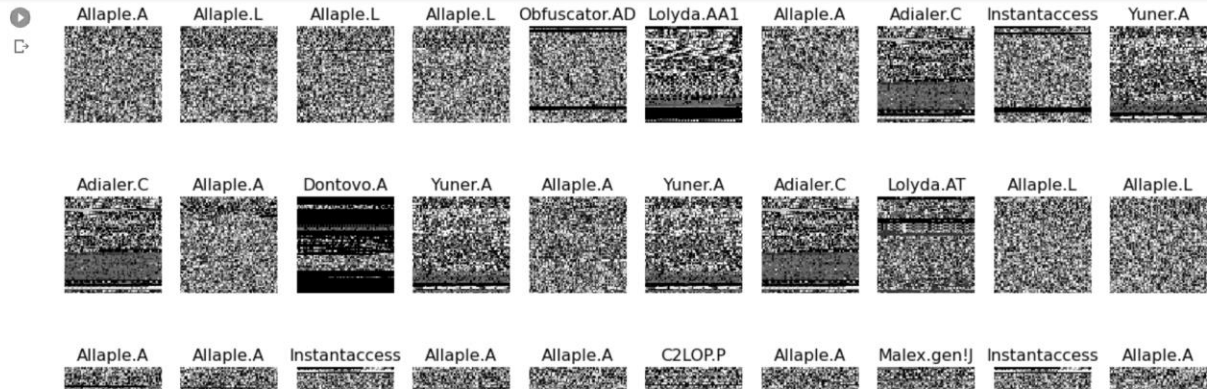 Allaple.A Allaple.L Allaple.L Allaple.L Obfuscator.AD Lolyda.AA1 Allaple.A Adialer.C Instantaccess Yuner.A
Adialer.C Allaple.A Dontovo.A Yuner.A Allaple.A Yuner.A Adialer.C Lolyda.AT Allaple.L Allaple.L
Allaple.A Allaple.A Instantaccess Allaple.A Allaple.A C2LOP.P Allaple.A Malex.gen!J Instantaccess Allaple.A